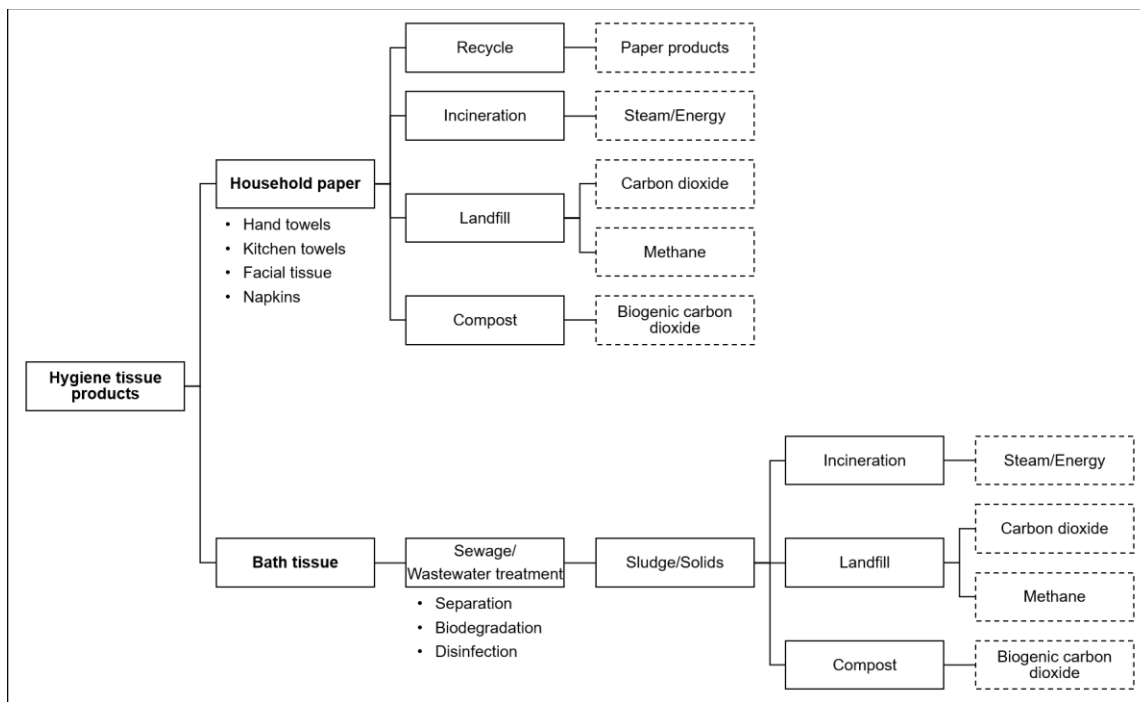 Recycle
Paper products
Incineration
Steam/Energy
Household paper
• Hand towels
• Kitchen towels
• Facial tissue
• Napkins
Landfill
Carbon dioxide
Methane
Compost
Biogenic carbon
dioxide
Hygiene tissue
products
Bath tissue
Sewage/
Wastewater treatment
• Separation
• Biodegradation
• Disinfection
Sludge/Solids
Incineration
Steam/Energy
Landfill
Carbon dioxide
Methane
Compost
Biogenic carbon
dioxide